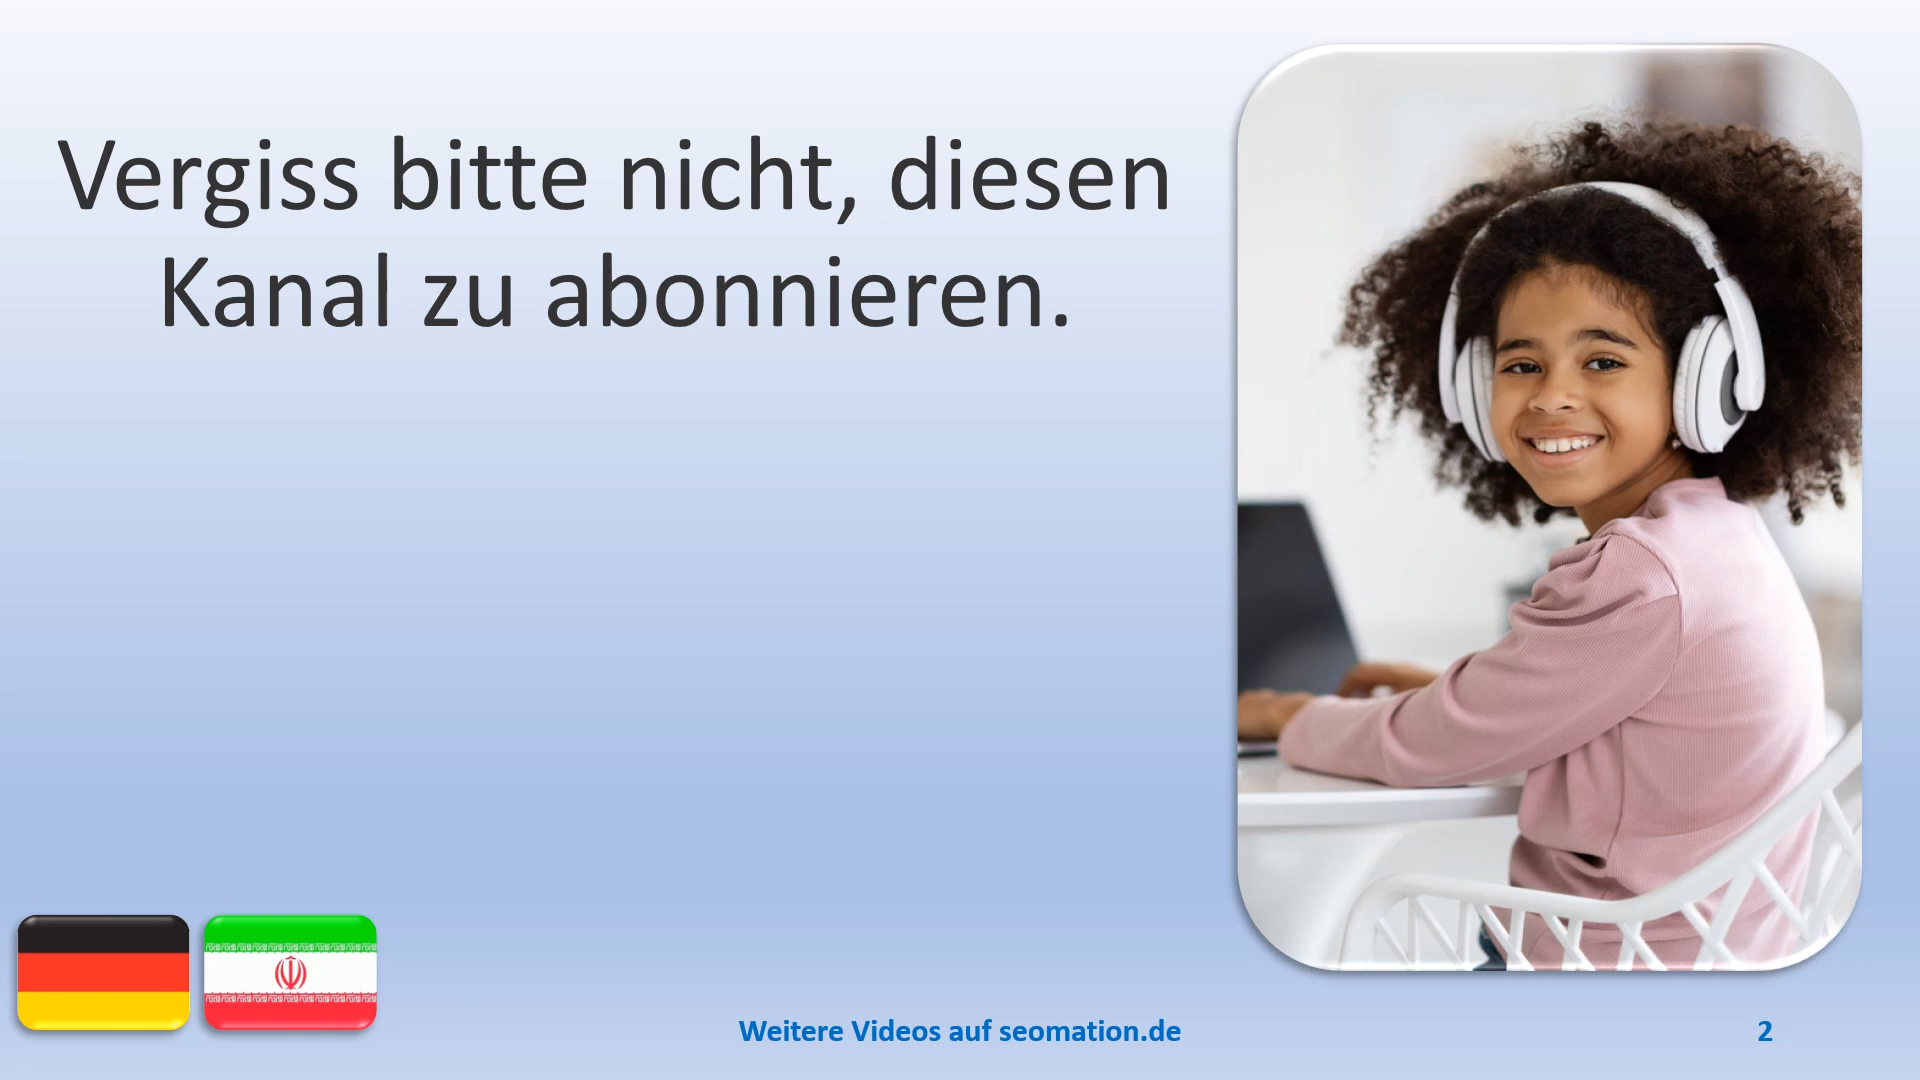 Vergiss bitte nicht, diesen
Kanal zu abonnieren.
Weitere Videos auf seomation.de
2